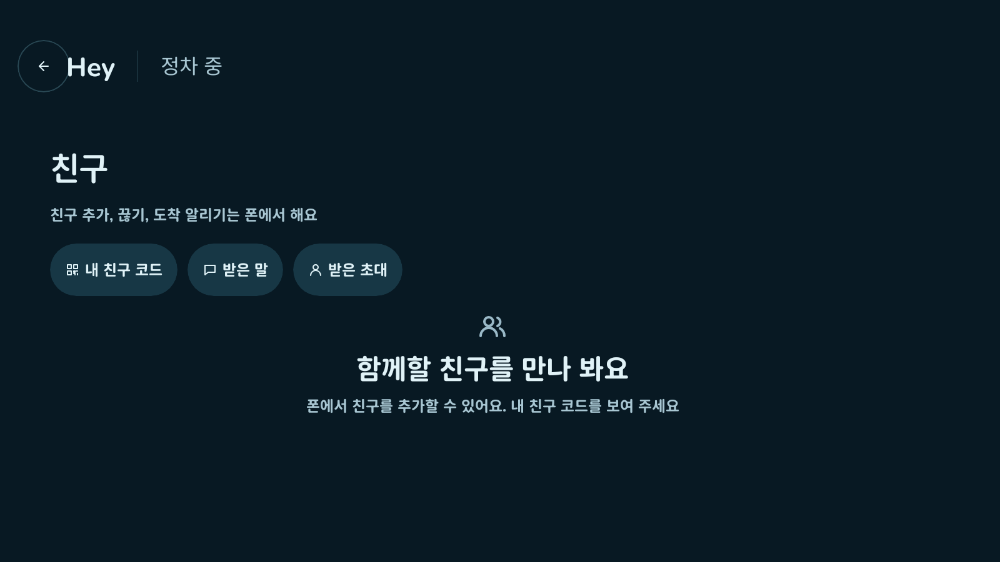 Hey
정차 중
친구
친구 추가, 끊기, 도착 알리기는 폰에서 해요
내 친구 코드
받은 말
받은 초대
함께할 친구를 만나 봐요
폰에서 친구를 추가할 수 있어요. 내 친구 코드를 보여 주세요